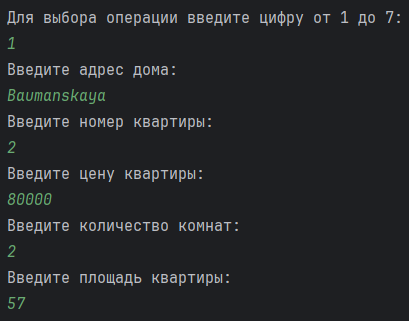 Для выбора операции введите цифру от 1 до 7:
1
Введите адрес дома:
Baumanskaya
Введите номер квартиры:
2
Введите цену квартиры:
80000
Введите количество комнат:
2
Введите площадь квартиры:
57